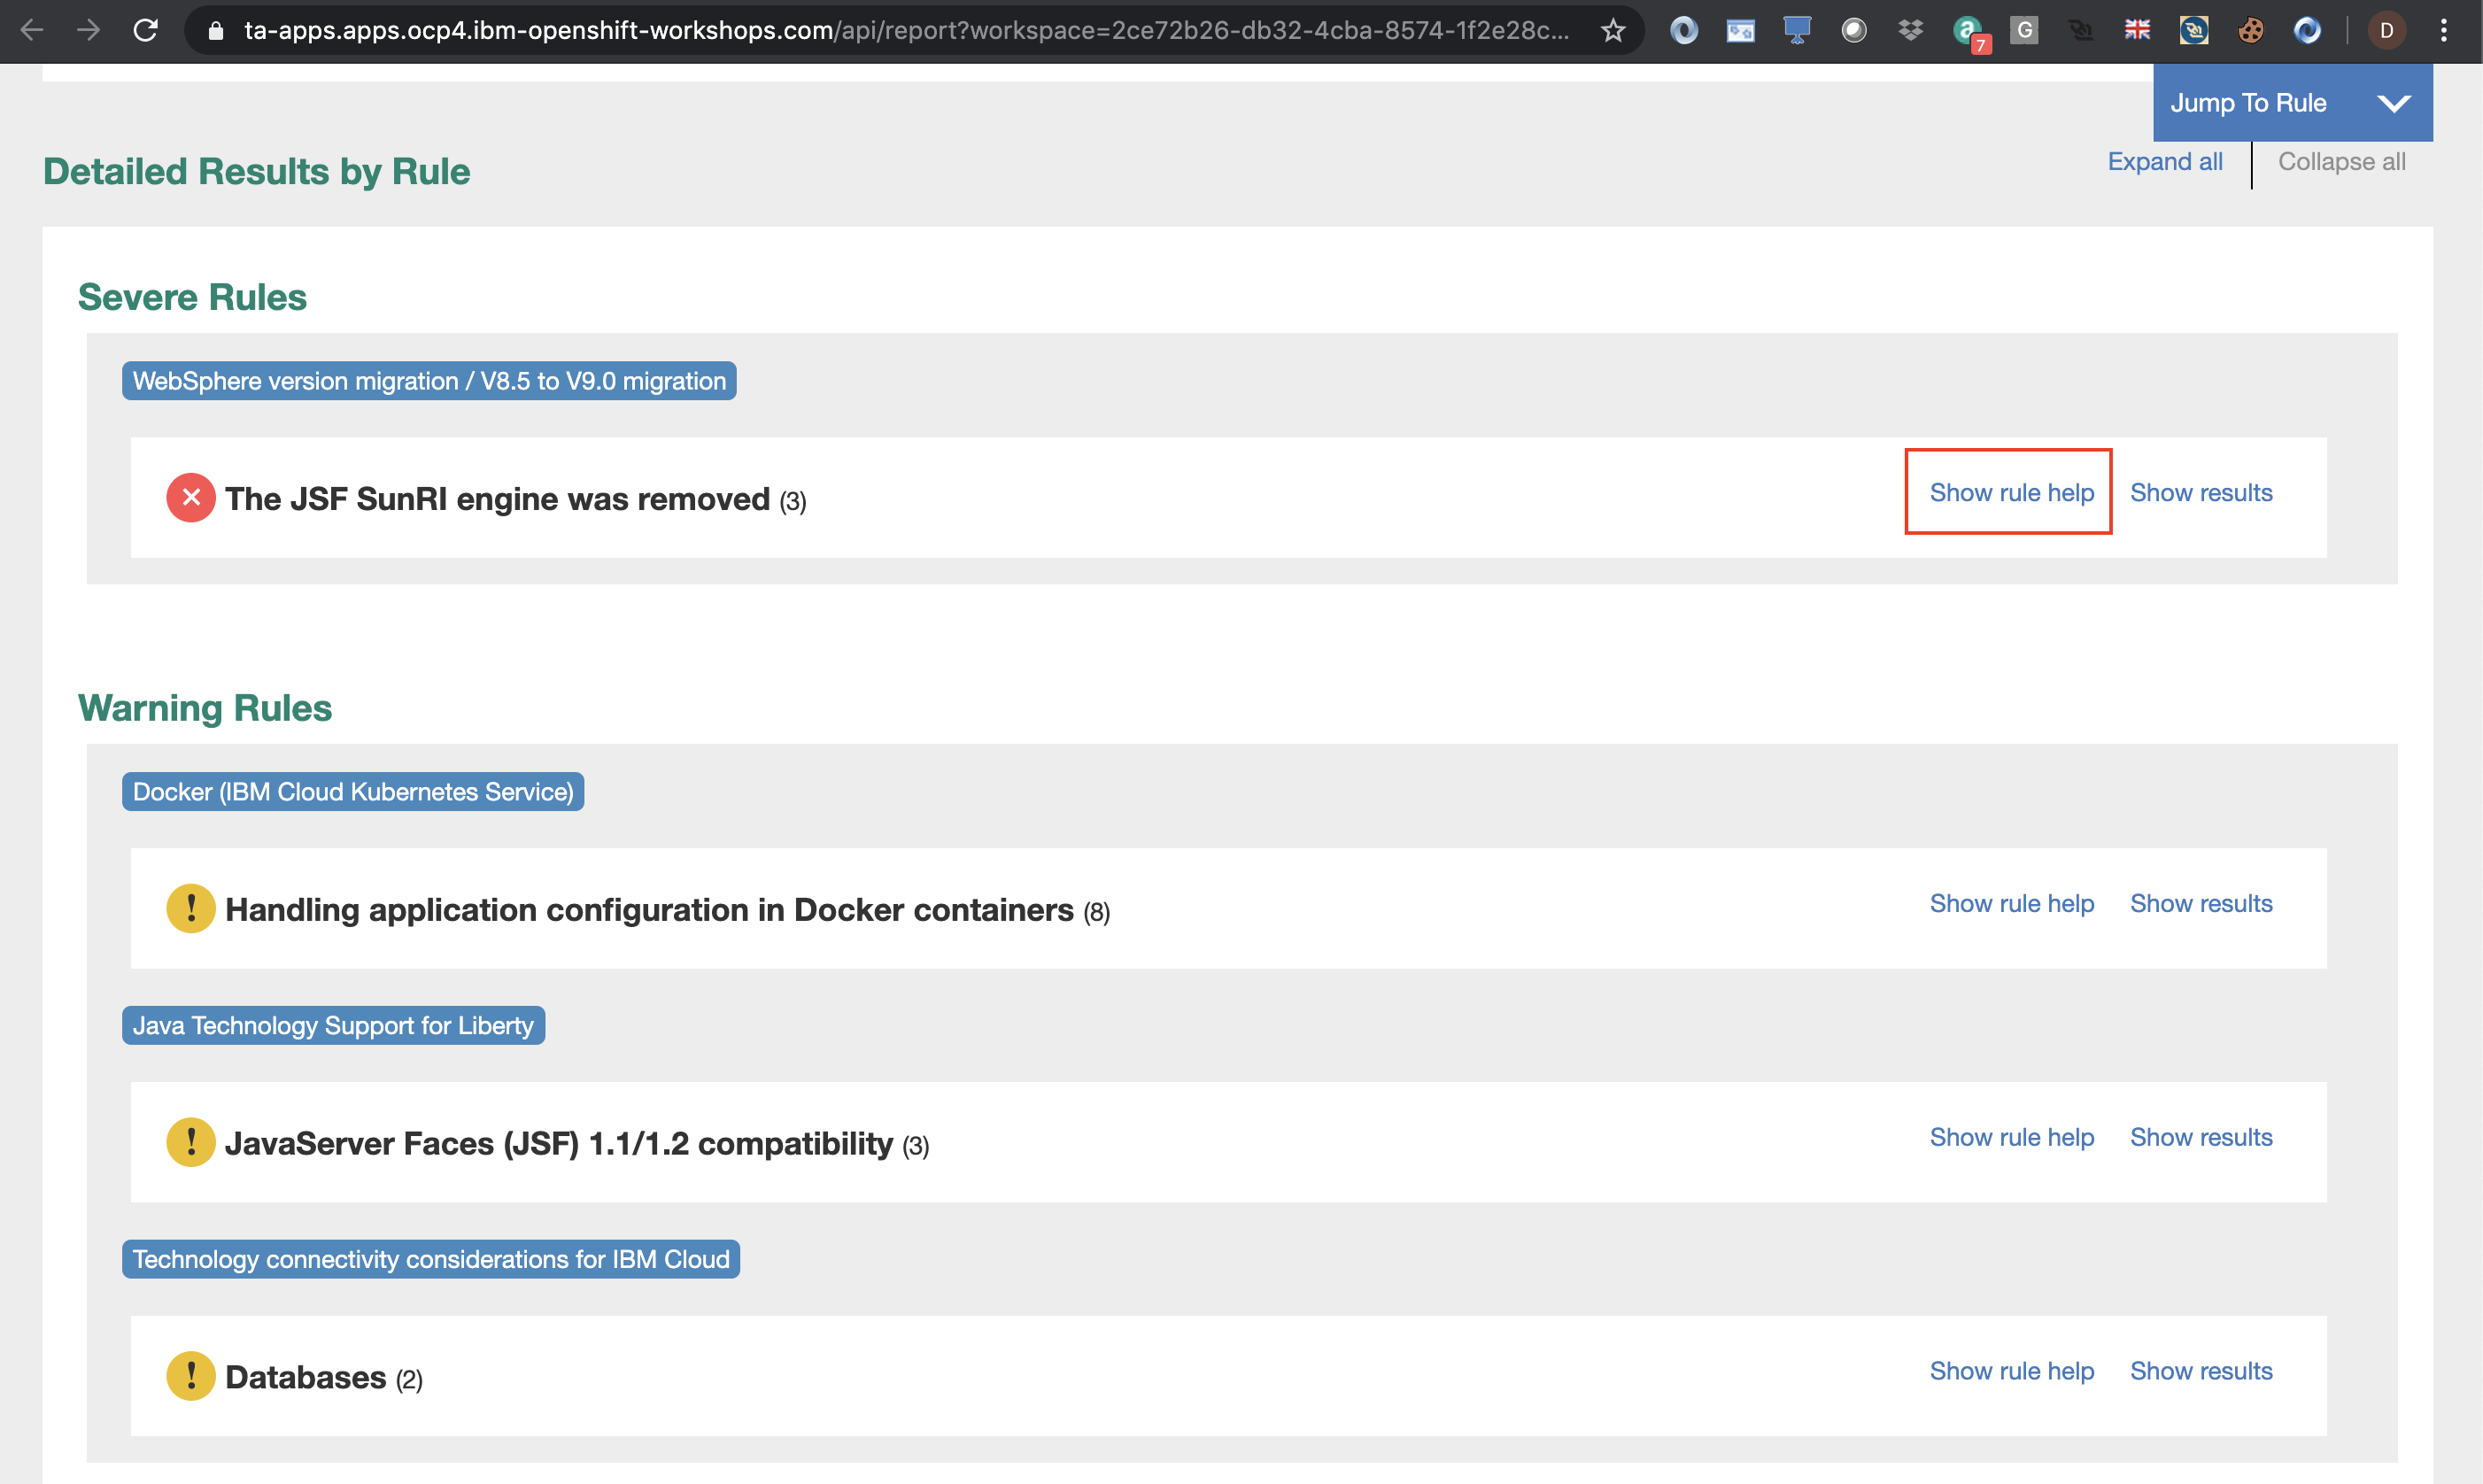 ta-apps.apps.ocp4.ibm-openshift-workshops.com/api/report?workspace=2ce72b26-db32-4cba-8574-1f2e28c...
a
7
G
D
Jump To Rule
Detailed Results by Rule
Expand all
Collapse all
Severe Rules
WebSphere version migration / V8.5 to V9.0 migration
The JSF SunRI engine was removed (3)
Show rule help
Show results
Warning Rules
Docker (IBM Cloud Kubernetes Service)
! Handling application configuration in Docker containers (8)
Show rule help
Show results
Java Technology Support for Liberty
! JavaServer Faces (JSF) 1.1/1.2 compatibility (3)
Show rule help
Show results
Technology connectivity considerations for IBM Cloud
! Databases (2)
Show rule help
Show results